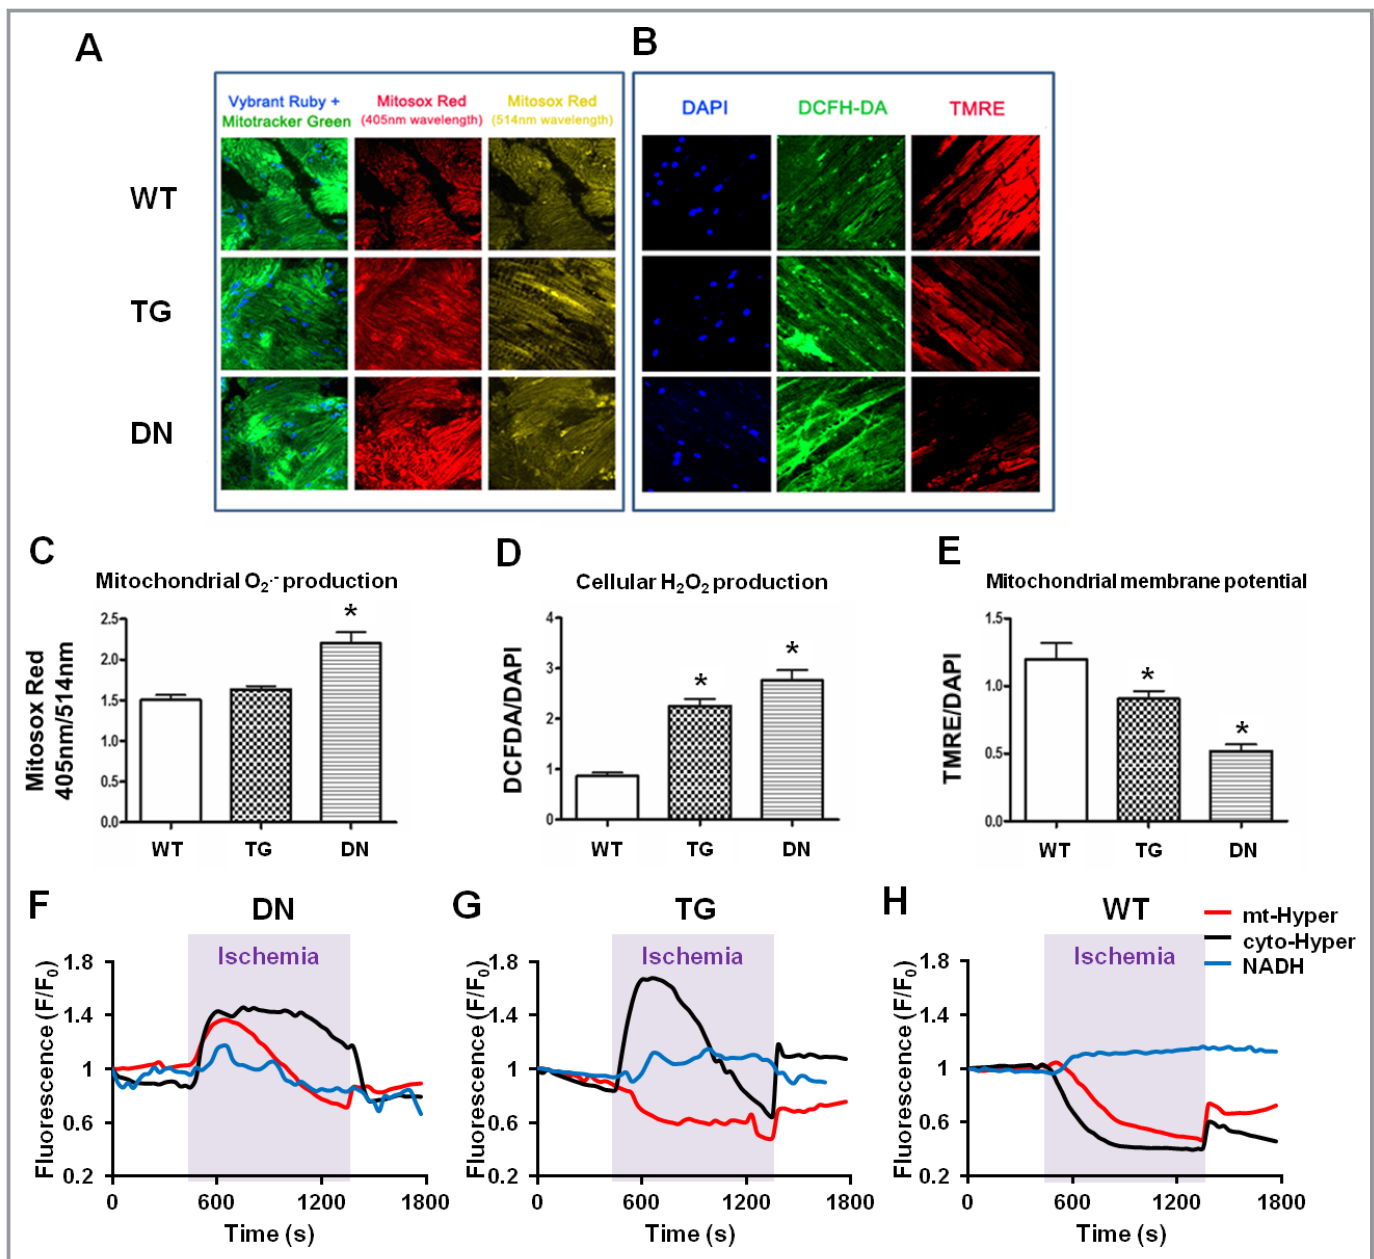 A
B
Vybrant Ruby +
Mitotracker Green
Mitosox Red
(405nm wavelength)
Mitosox Red
(514nm wavelength)
DAPI
DCFH-DA
TMRE
WT
TG
DN
C
Mitochondrial O₂·- production
Mitosox Red
405nm/514nm
2.5
2.0
1.5
1.0
0.5
0.0
*
WT TG DN
D
Cellular H₂O₂ production
DCFDA/DAPI
4
3
2
1
0
* *
WT TG DN
E
Mitochondrial membrane potential
TMRE/DAPI
1.5
1.0
0.5
0.0
* *
WT TG DN
F
DN
Ischemia
Fluorescence (F/F₀)
1.8
1.4
1
0.6
0.2
0 600 1200 1800
Time (s)
G
TG
Ischemia
Fluorescence (F/F₀)
1.8
1.4
1
0.6
0.2
0 600 1200 1800
Time (s)
H
WT
Ischemia
Fluorescence (F/F₀)
1.8
1.4
1
0.6
0.2
0 600 1200 1800
Time (s)
mt-Hyper
cyto-Hyper
NADH